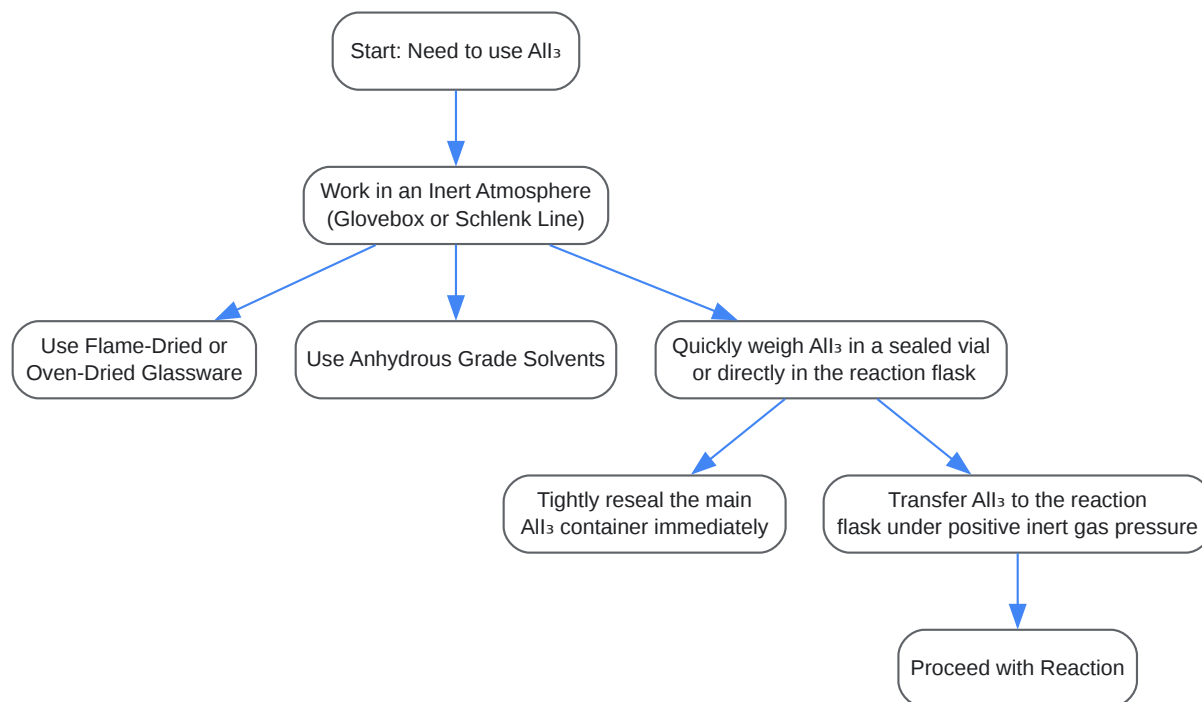 Start: Need to use AlI₃
Work in an Inert Atmosphere
(Glovebox or Schlenk Line)
Use Flame-Dried or
Oven-Dried Glassware
Use Anhydrous Grade Solvents
Quickly weigh AlI₃ in a sealed vial
or directly in the reaction flask
Tightly reseal the main
AlI₃ container immediately
Transfer AlI₃ to the reaction
flask under positive inert gas pressure
Proceed with Reaction